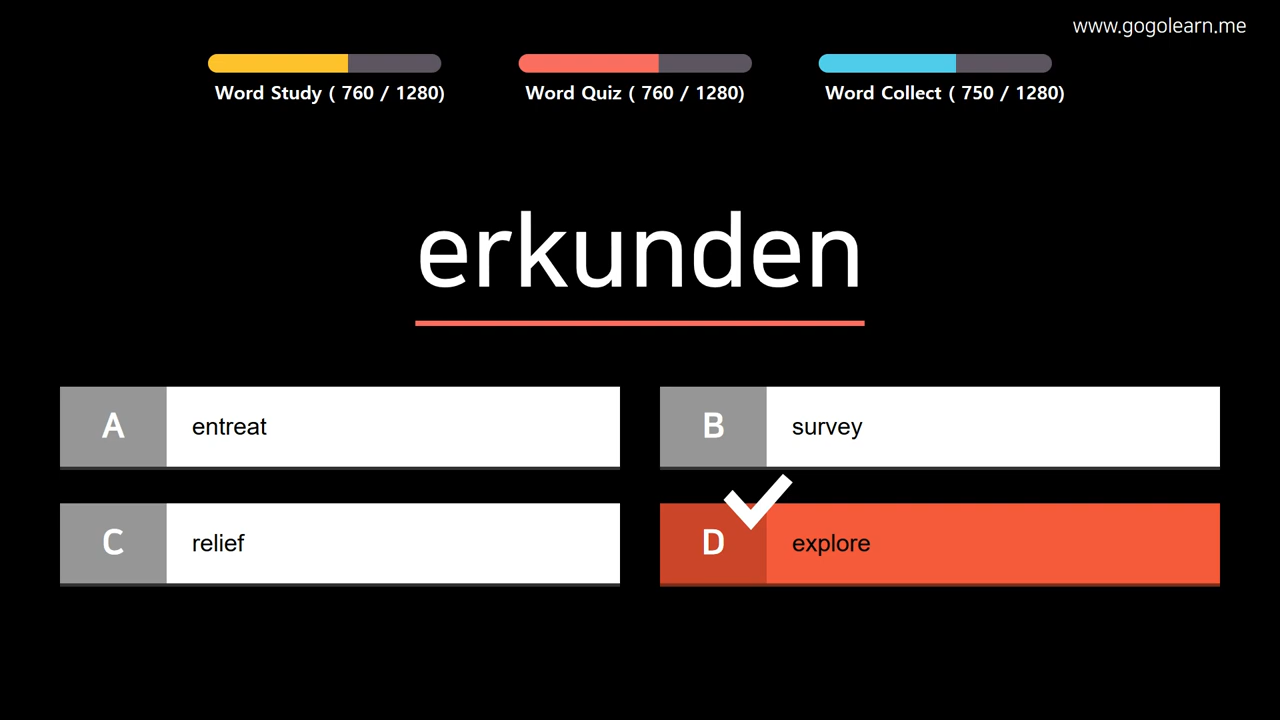 www.gogolearn.me
Word Study ( 760 / 1280)
Word Quiz ( 760 / 1280)
Word Collect ( 750 / 1280)
erkunden
A entreat
B survey
C relief
D explore